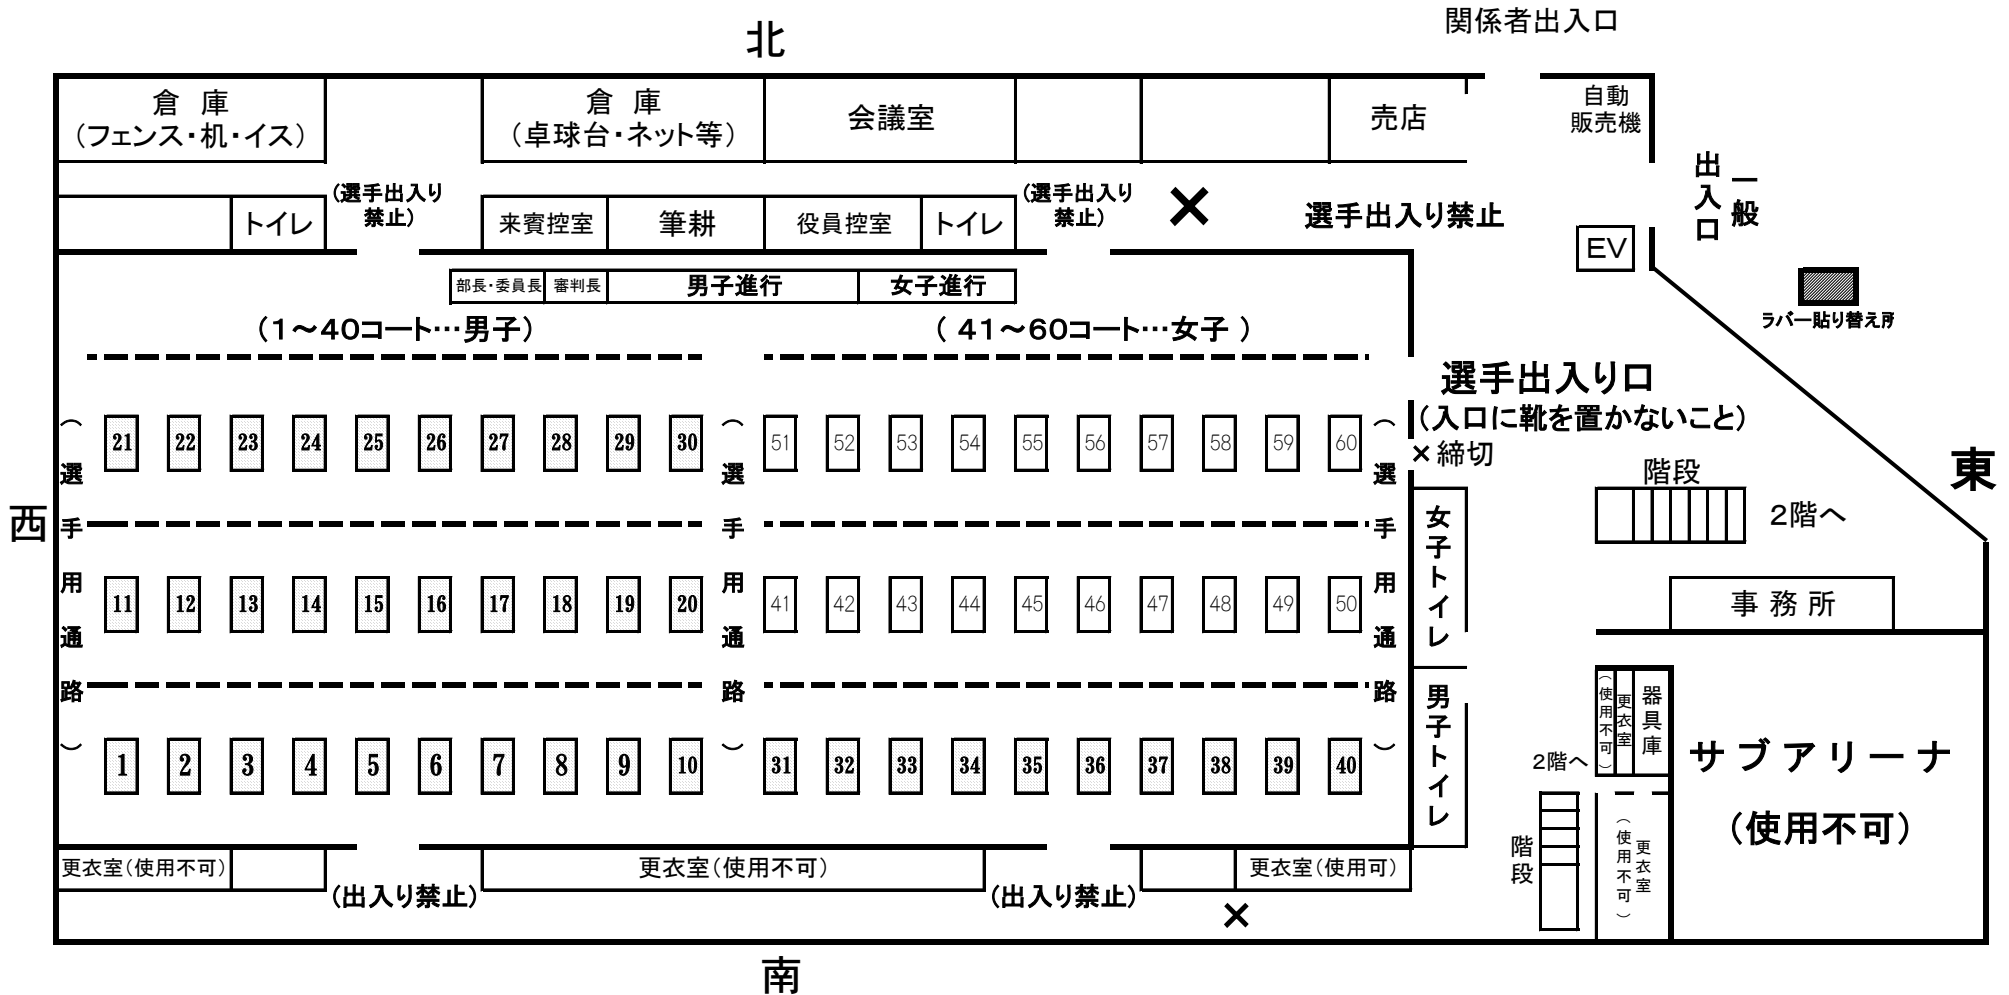 関係者出入口
北
倉 庫
（フェンス・机・イス）
倉 庫
（卓球台・ネット等）
会議室
売店
自動
販売機
一般
出入口
トイレ
（選手出入り
禁止）
来賓控室
筆耕
役員控室
トイレ
（選手出入り
禁止）
×
選手出入り禁止
EV
部長・委員長
審判長
男子進行
女子進行
ラバー貼り替え所
（1～40コート…男子）
（ 41～60コート…女子 ）
選手出入り口
（入口に靴を置かないこと）
×締切
21 22 23 24 25 26 27 28 29 30
51 52 53 54 55 56 57 58 59 60
（選手用通路）
（選手用通路）
（選手用通路）
西
東
階段
2階へ
女子トイレ
11 12 13 14 15 16 17 18 19 20
41 42 43 44 45 46 47 48 49 50
事務所
男子トイレ
1 2 3 4 5 6 7 8 9 10
31 32 33 34 35 36 37 38 39 40
器具庫
更衣室
（使用不可）
2階へ
サブアリーナ
（使用不可）
階段
更衣室
（使用不可）
更衣室（使用不可）
（出入り禁止）
更衣室（使用不可）
（出入り禁止）
更衣室（使用可）
×
南